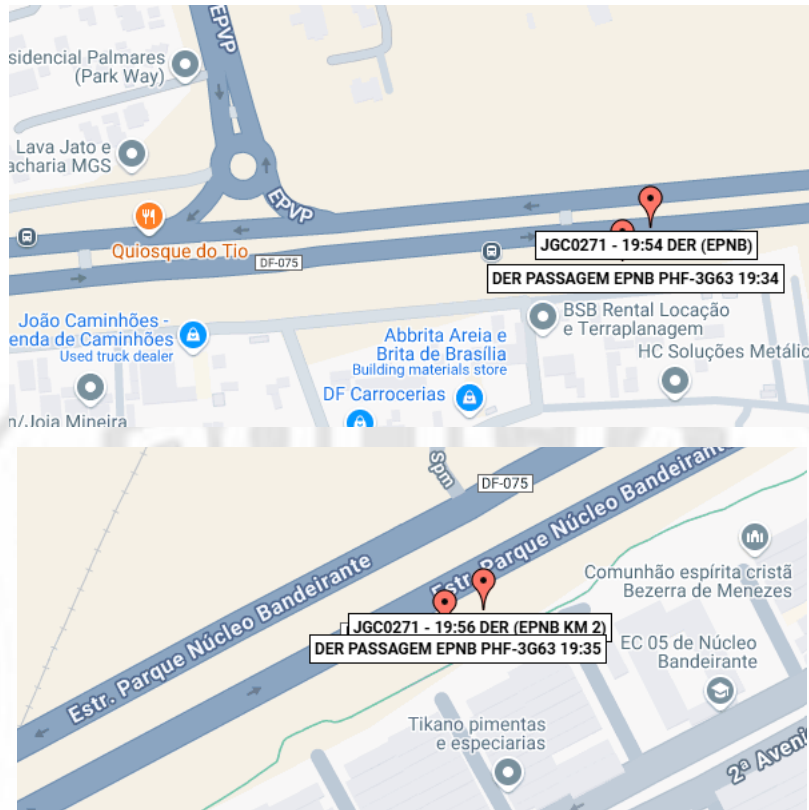 EPVP
sidencial Palmares
(Park Way)
Lava Jato e
acharia MGS
EPVP
Quiosque do Tio
DF-075
JGC0271 - 19:54 DER (EPNB)
DER PASSAGEM EPNB PHF-3G63 19:34
João Caminhões -
enda de Caminhões
Used truck dealer
Abbrita Areia e
Brita de Brasília
Building materials store
BSB Rental Locação
e Terraplanagem
HC Soluções Metálic
DF Carrocerias
n/Joia Mineira
Spm
DF-075
Estr. Parque Núcleo Bandeirante
Estr. Parque Núcleo Bandeirante
Estr. Parque Núcleo Bandeirante
Comunhão espírita cristã
Bezerra de Menezes
JGC0271 - 19:56 DER (EPNB KM 2)
DER PASSAGEM EPNB PHF-3G63 19:35
EC 05 de Núcleo
Bandeirante
Tikano pimentas
e especiarias
2ª Aveni